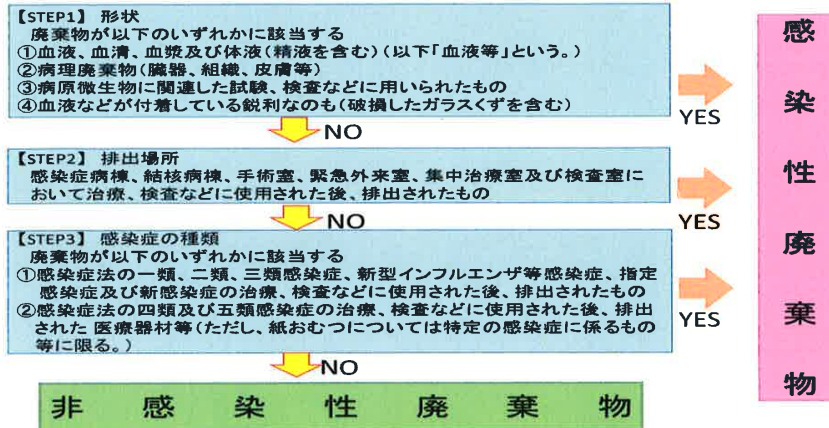 【STEP1】 形状
廃棄物が以下のいずれかに該当する
①血液、血清、血漿及び体液(精液を含む)(以下「血液等」という。)
②病理廃棄物(臓器、組織、皮膚等)
③病原微生物に関連した試験、検査などに用いられたもの
④血液などが付着している鋭利なのも(破損したガラスくずを含む)
YES
NO
【STEP2】 排出場所
感染症病棟、結核病棟、手術室、緊急外来室、集中治療室及び検査室に
おいて治療、検査などに使用された後、排出されたもの
YES
NO
【STEP3】 感染症の種類
廃棄物が以下のいずれかに該当する
①感染症法の一類、二類、三類感染症、新型インフルエンザ等感染症、指定
感染症及び新感染症の治療、検査などに使用された後、排出されたもの
②感染症法の四類及び五類感染症の治療、検査などに使用された後、排出
された 医療器材等(ただし、紙おむつについては特定の感染症に係るもの
等に限る。)
YES
NO
感染性廃棄物
非感染性廃棄物